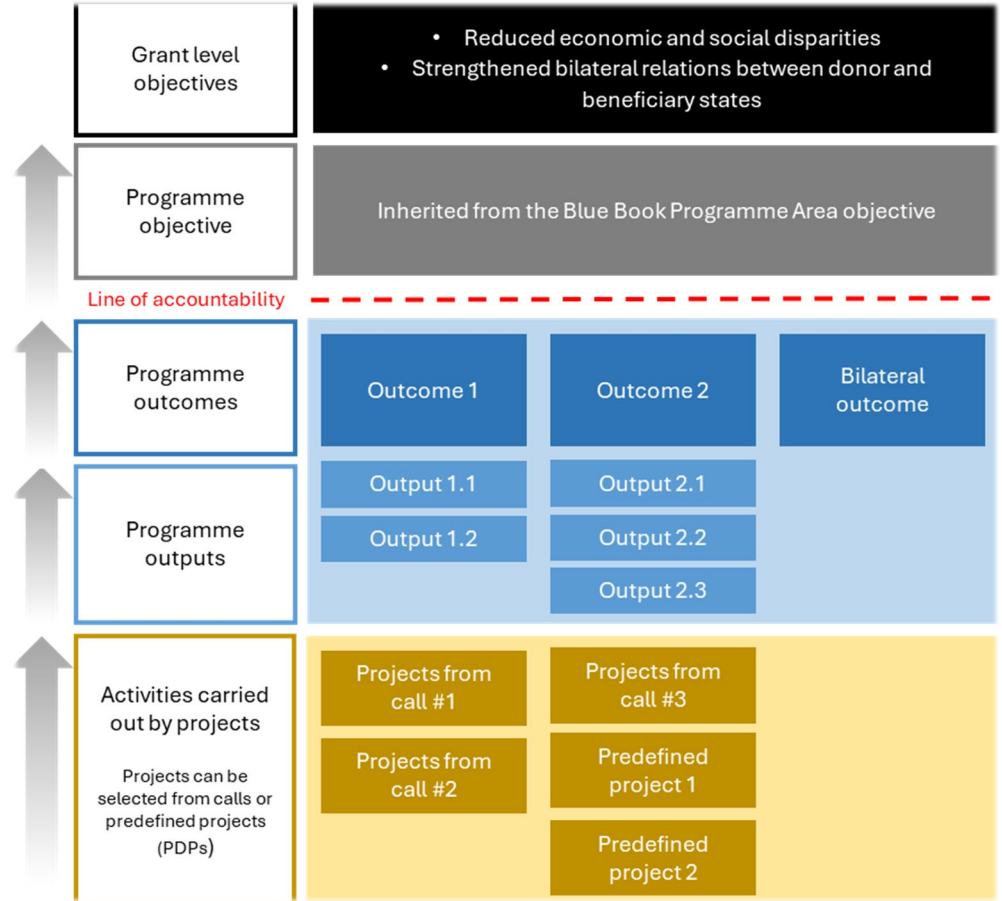 Grant level
objectives
• Reduced economic and social disparities
• Strengthened bilateral relations between donor and
beneficiary states
Programme
objective
Inherited from the Blue Book Programme Area objective
Line of accountability
Programme
outcomes
Outcome 1
Outcome 2
Bilateral
outcome
Programme
outputs
Output 1.1
Output 1.2
Output 2.1
Output 2.2
Output 2.3
Activities carried
out by projects
Projects can be
selected from calls or
predefined projects
(PDPs)
Projects from
call #1
Projects from
call #2
Projects from
call #3
Predefined
project 1
Predefined
project 2